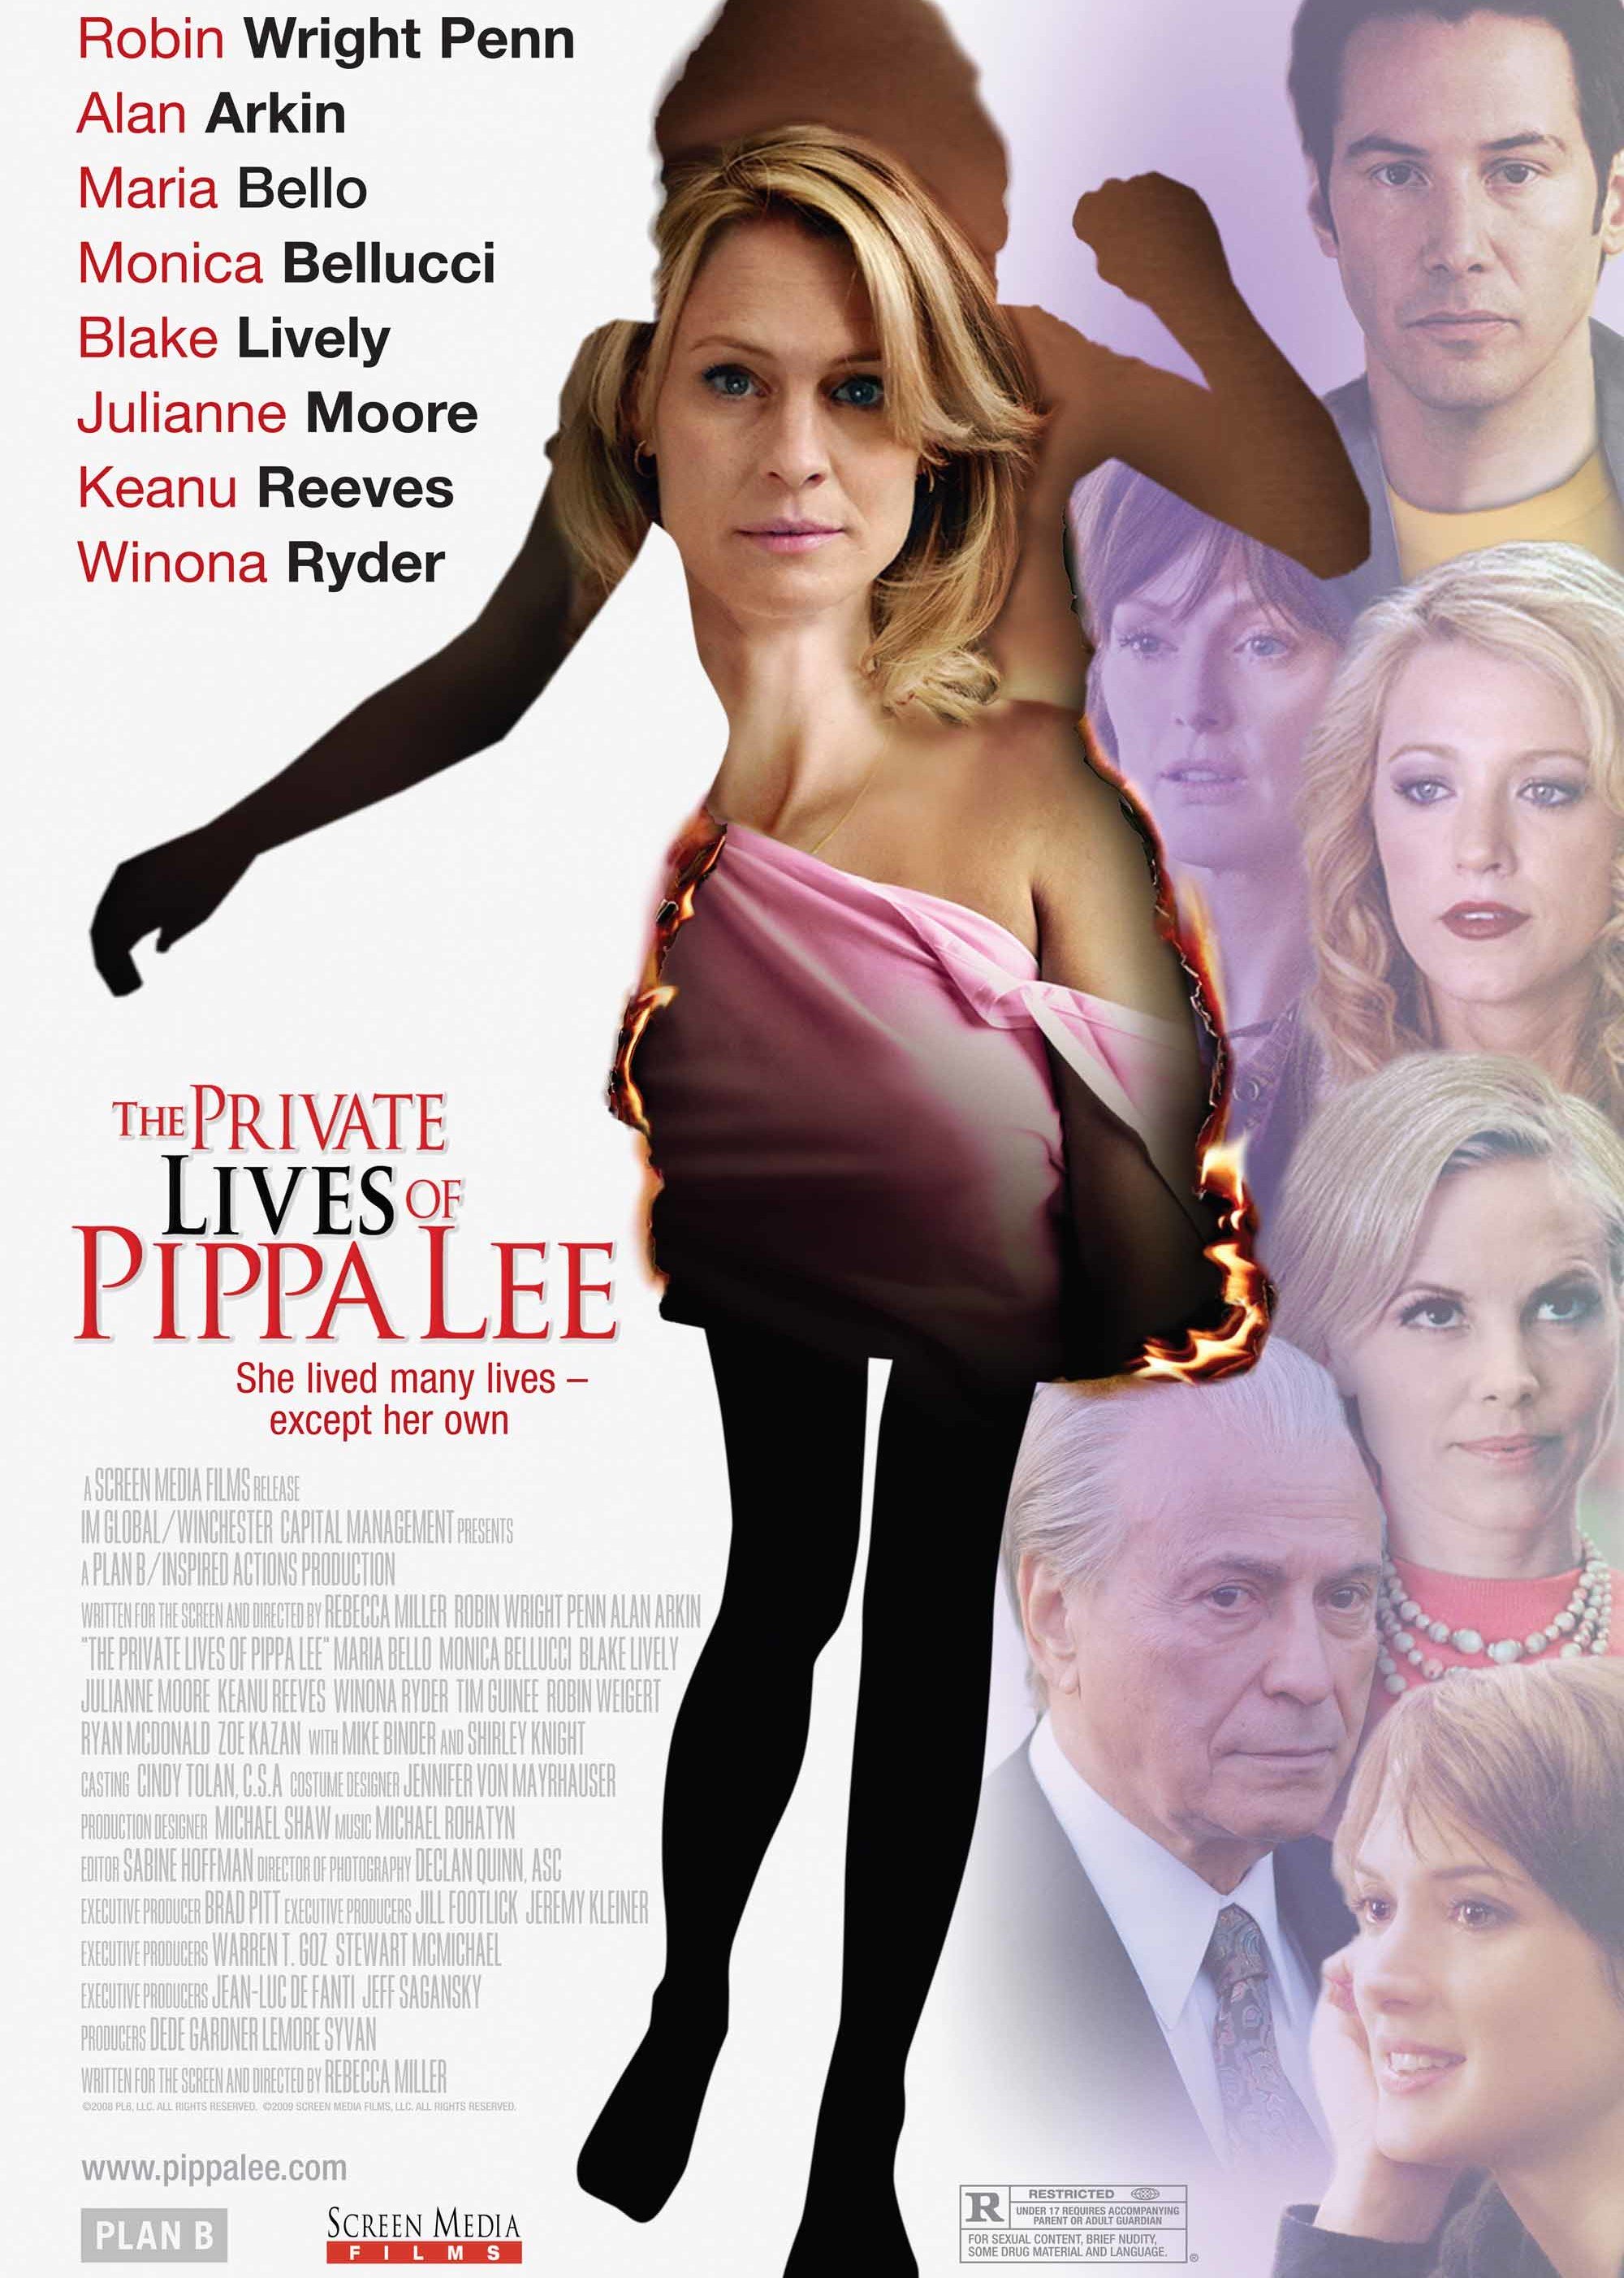 Robin Wright Penn
Alan Arkin
Maria Bello
Monica Bellucci
Blake Lively
Julianne Moore
Keanu Reeves
Winona Ryder
THE PRIVATE
LIVES OF
PIPPA LEE
She lived many lives –
except her own
A SCREEN MEDIA FILMS RELEASE
IM GLOBAL/WINCHESTER CAPITAL MANAGEMENT PRESENTS
A PLAN B/INSPIRED ACTIONS PRODUCTION
WRITTEN FOR THE SCREEN AND DIRECTED BY REBECCA MILLER ROBIN WRIGHT PENN ALAN ARKIN
"THE PRIVATE LIVES OF PIPPA LEE" MARIA BELLO MONICA BELLUCCI BLAKE LIVELY
JULIANNE MOORE KEANU REEVES WINONA RYDER TIM GUINEE ROBIN WEIGERT
RYAN MCDONALD ZOE KAZAN WITH MIKE BINDER AND SHIRLEY KNIGHT
CASTING CINDY TOLAN, C.S.A COSTUME DESIGNER JENNIFER VON MAYRHAUSER
PRODUCTION DESIGNER MICHAEL SHAW MUSIC MICHAEL ROHATYN
EDITOR SABINE HOFFMAN DIRECTOR OF PHOTOGRAPHY DECLAN QUINN, ASC
EXECUTIVE PRODUCER BRAD PITT EXECUTIVE PRODUCERS JILL FOOTLICK JEREMY KLEINER
EXECUTIVE PRODUCERS WARREN T. GOZ STEWART MCMICHAEL
EXECUTIVE PRODUCERS JEAN-LUC DE FANTI JEFF SAGANSKY
PRODUCERS DEDE GARDNER LEMORE SYVAN
WRITTEN FOR THE SCREEN AND DIRECTED BY REBECCA MILLER
©2008 PLB, LLC. ALL RIGHTS RESERVED. ©2009 SCREEN MEDIA FILMS, LLC. ALL RIGHTS RESERVED.
www.pippalee.com
PLAN B
SCREEN MEDIA
FILMS
R
RESTRICTED
UNDER 17 REQUIRES ACCOMPANYING
PARENT OR ADULT GUARDIAN
FOR SEXUAL CONTENT, BRIEF NUDITY,
SOME DRUG MATERIAL AND LANGUAGE.
®